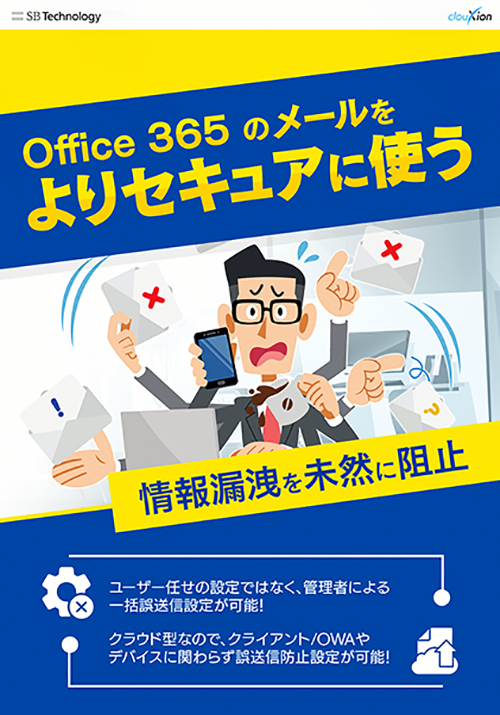 SB Technology
clouXion
Office 365 のメールを
よりセキュアに使う
!
?
情報漏洩を未然に阻止
ユーザー任せの設定ではなく、管理者による
一括誤送信設定が可能!
クラウド型なので、クライアント/OWAや
デバイスに関わらず誤送信防止設定が可能!